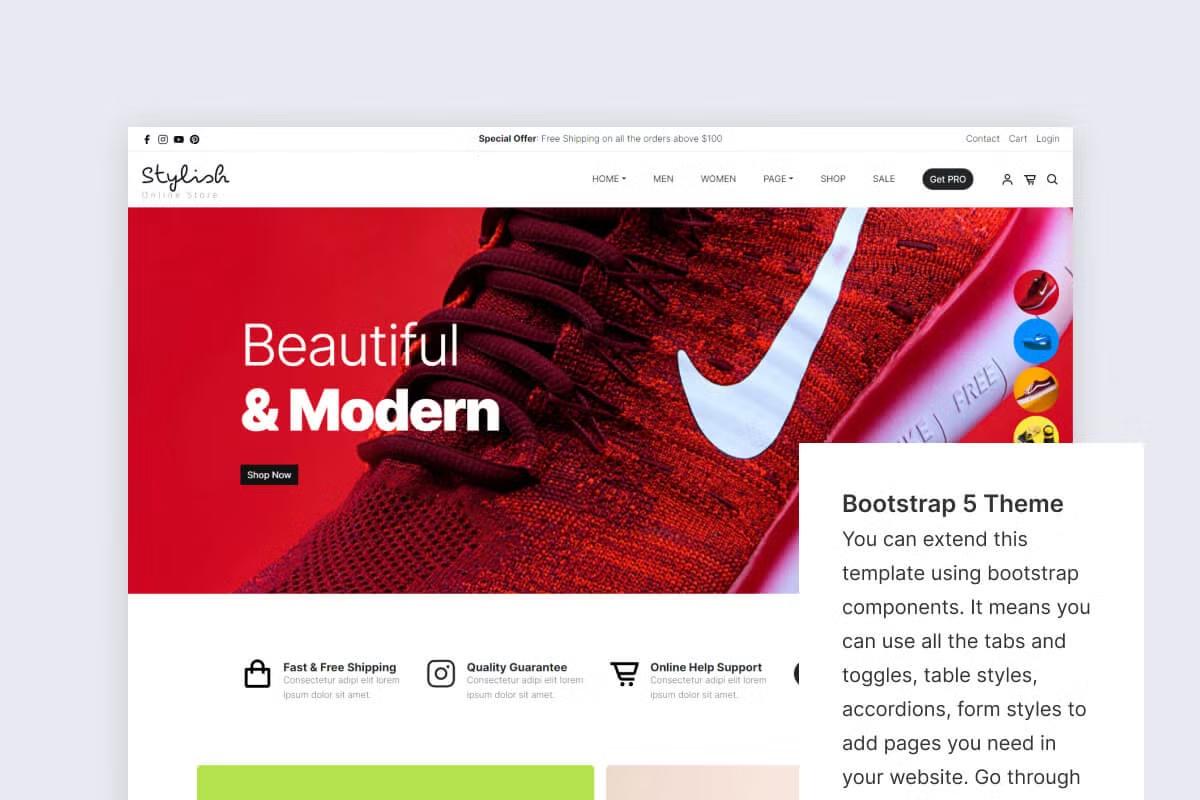 Special Offer: Free Shipping on all the orders above $100
Contact Cart Login
Stylish
Online Store
HOME MEN WOMEN PAGE SHOP SALE Get PRO
Beautiful
& Modern
FREE
Shop Now
Bootstrap 5 Theme
You can extend this
template using bootstrap
components. It means you
can use all the tabs and
toggles, table styles,
accordions, form styles to
add pages you need in
your website. Go through
Fast & Free Shipping
Consectetur adipi elit lorem
ipsum dolor sit amet.
Quality Guarantee
Consectetur adipi elit lorem
ipsum dolor sit amet.
Online Help Support
Consectetur adipi elit lorem
ipsum dolor sit amet.